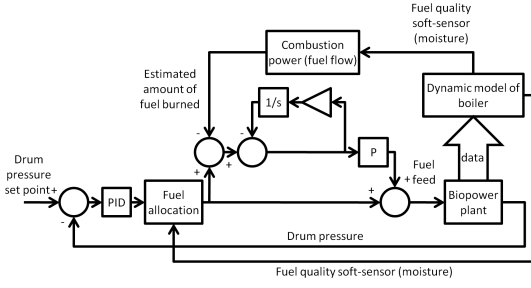 Fuel quality
soft-sensor
(moisture)
Combustion
power (fuel flow)
Estimated
amount of
fuel burned
Dynamic model of
boiler
1/s
-
-
+
+
P
data
Drum
pressure
set point
+
-
PID
Fuel
allocation
+
+
Fuel
feed
Biopower
plant
Drum pressure
Fuel quality soft-sensor (moisture)